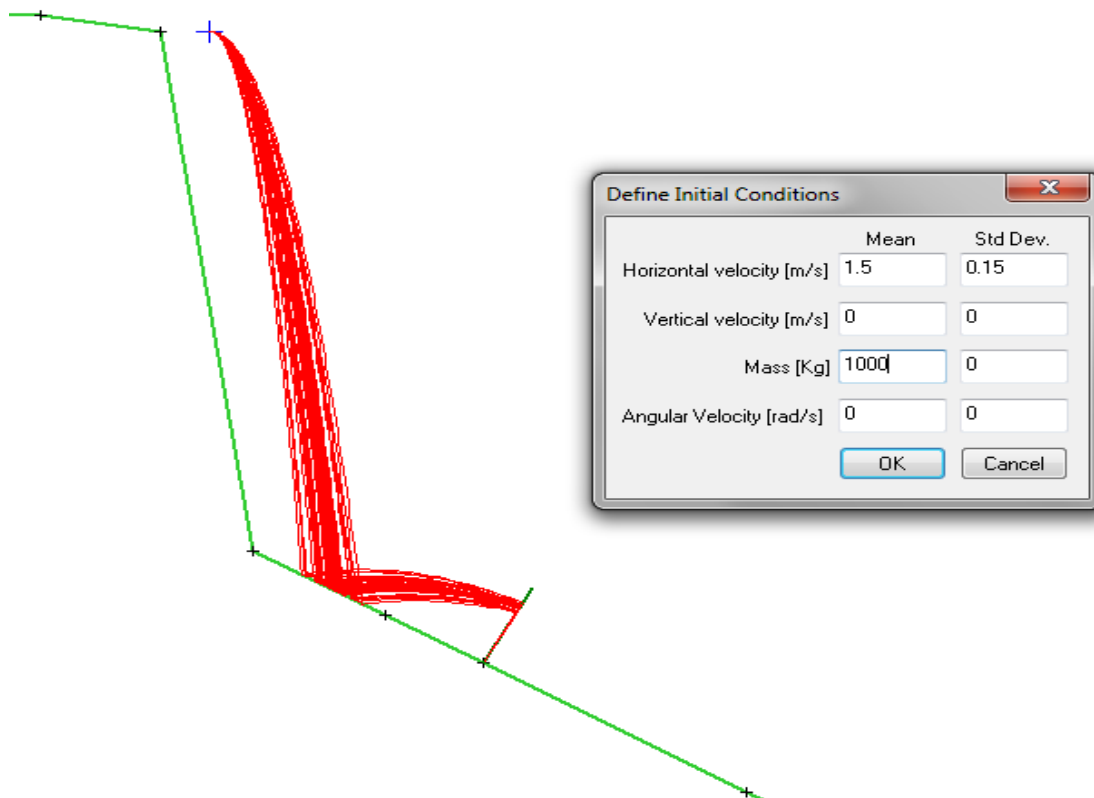 Define Initial Conditions
Mean Std Dev.
Horizontal velocity [m/s] 1.5 0.15
Vertical velocity [m/s] 0 0
Mass [Kg] 1000 0
Angular Velocity [rad/s] 0 0
OK Cancel